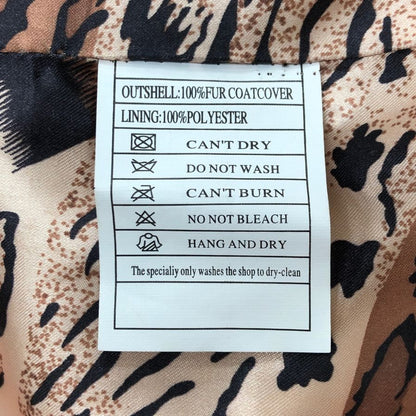 OUTSHELL:100%FUR COATCOVER
LINING:100%POLYESTER
CAN'T DRY
DO NOT WASH
CAN'T BURN
NO NOT BLEACH
HANG AND DRY
The specialiy only washes the shop to dry-clean